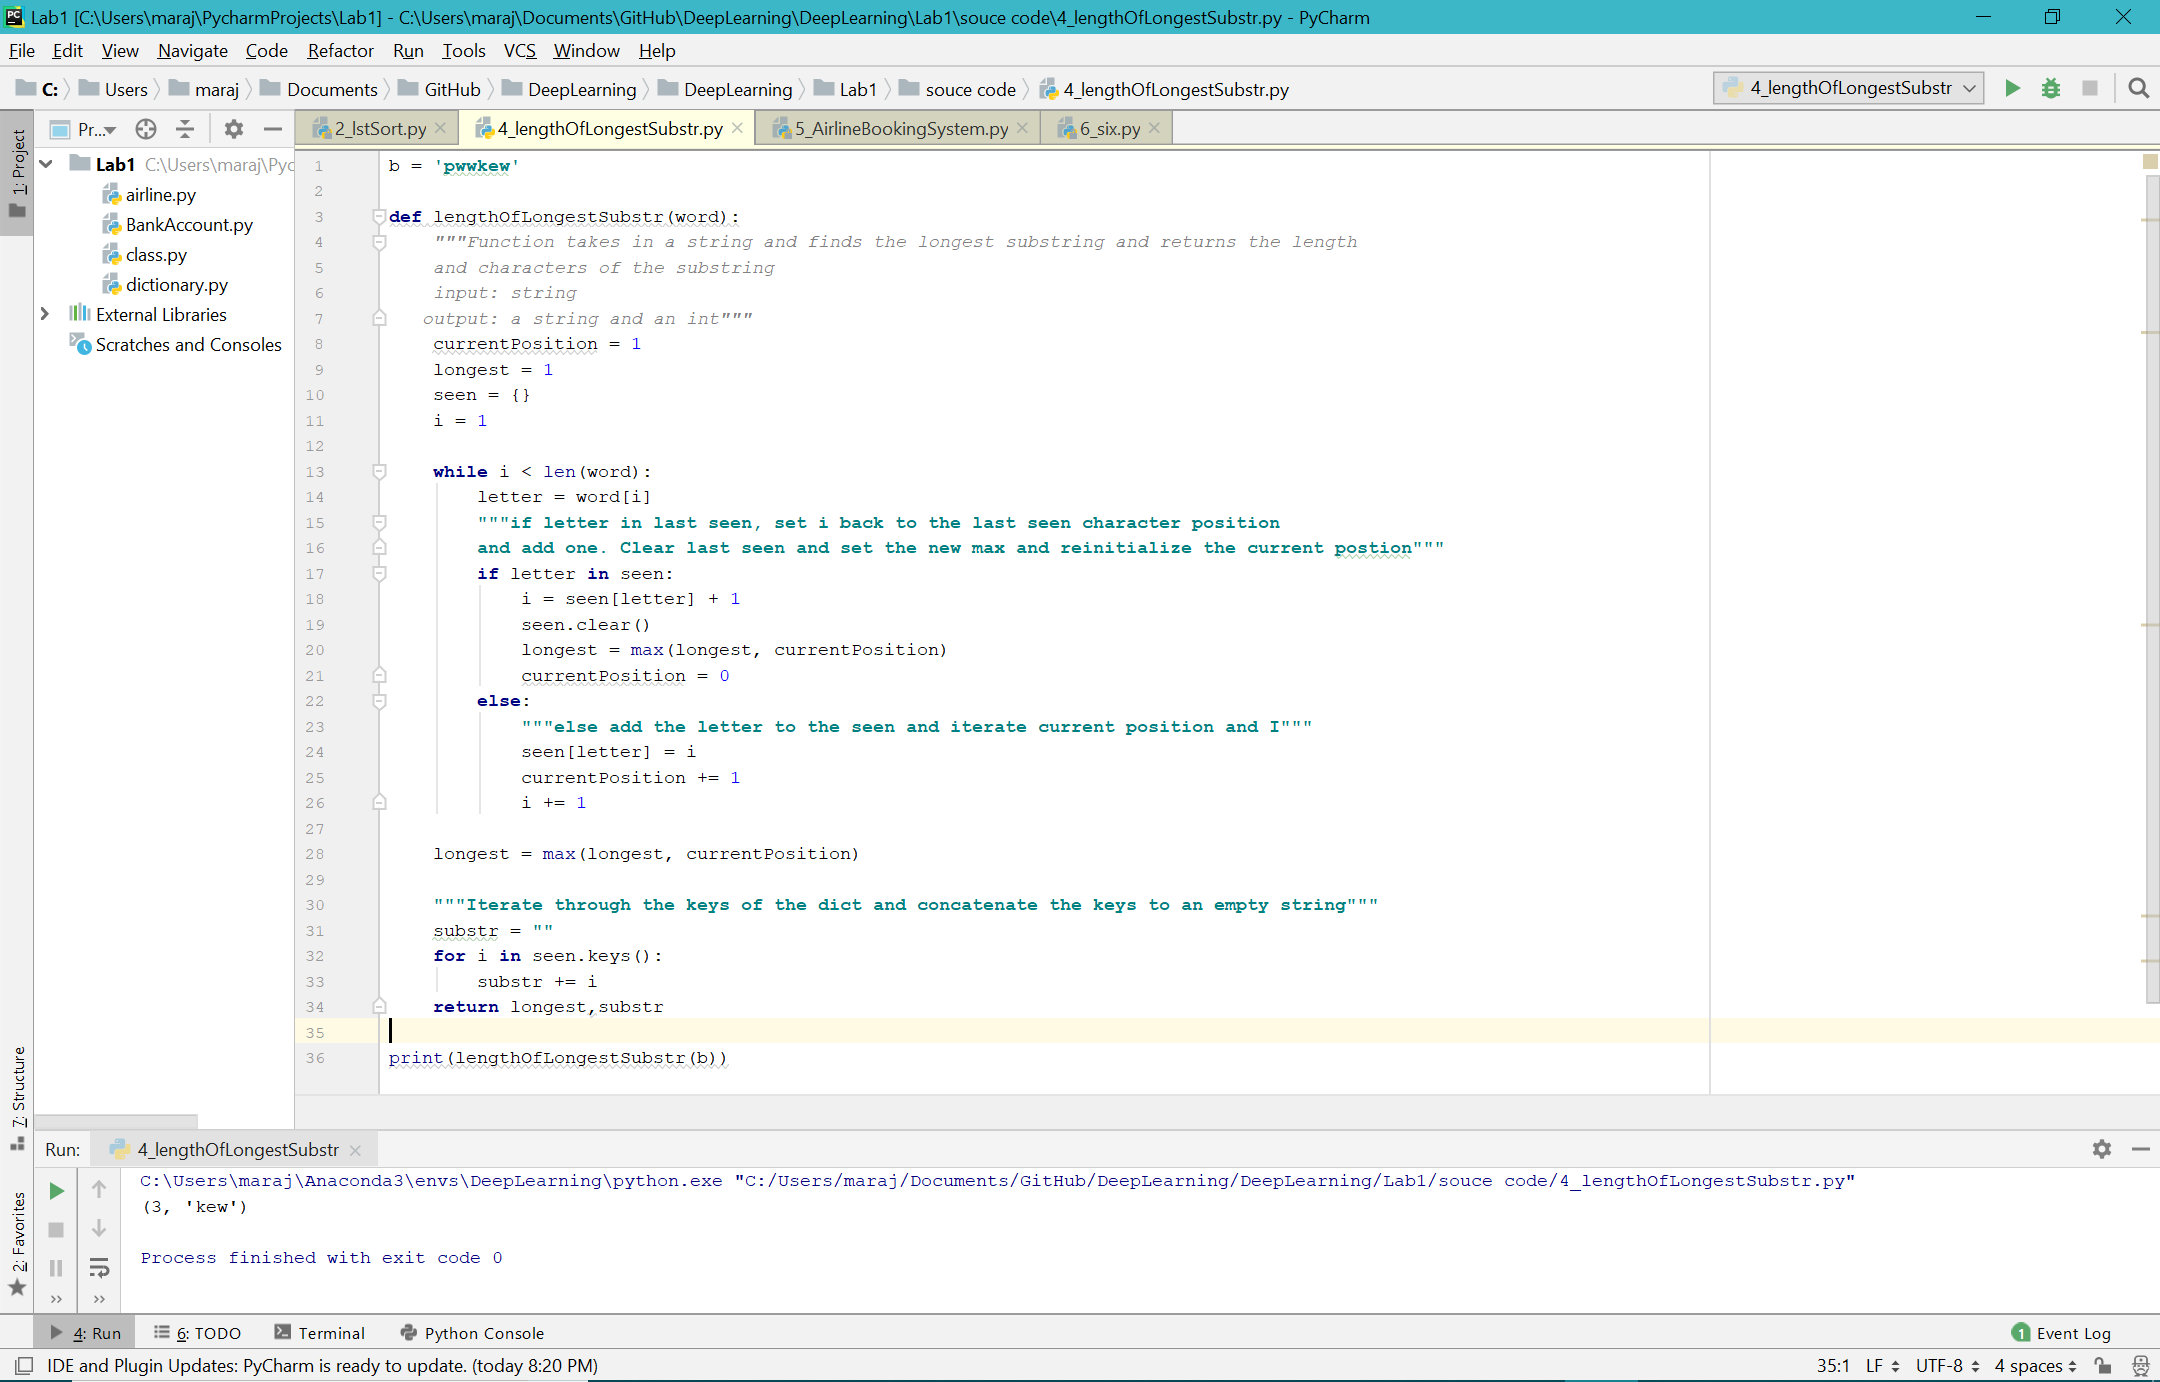 Lab1 [C:\Users\maraj\PycharmProjects\Lab1] - C:\Users\maraj\Documents\GitHub\DeepLearning\DeepLearning\Lab1\souce code\4_lengthOfLongestSubstr.py - PyCharm
File Edit View Navigate Code Refactor Run Tools VCS Window Help
C: Users maraj Documents GitHub DeepLearning DeepLearning Lab1 souce code 4_lengthOfLongestSubstr.py 4_lengthOfLongestSubstr
1: Project
Pr...
2_lstSort.py 4_lengthOfLongestSubstr.py 5_AirlineBookingSystem.py 6_six.py
Lab1 C:\Users\maraj\Pyc
airline.py
BankAccount.py
class.py
dictionary.py
External Libraries
Scratches and Consoles
1 b = 'pwwkew'
2
3 def lengthOfLongestSubstr(word):
4 """Function takes in a string and finds the longest substring and returns the length
5 and characters of the substring
6 input: string
7 output: a string and an int"""
8 currentPosition = 1
9 longest = 1
10 seen = {}
11 i = 1
12
13 while i < len(word):
14 letter = word[i]
15 """if letter in last seen, set i back to the last seen character position
16 and add one. Clear last seen and set the new max and reinitialize the current postion"""
17 if letter in seen:
18 i = seen[letter] + 1
19 seen.clear()
20 longest = max(longest, currentPosition)
21 currentPosition = 0
22 else:
23 """else add the letter to the seen and iterate current position and I"""
24 seen[letter] = i
25 currentPosition += 1
26 i += 1
27
28 longest = max(longest, currentPosition)
29
30 """Iterate through the keys of the dict and concatenate the keys to an empty string"""
31 substr = ""
32 for i in seen.keys():
33 substr += i
34 return longest,substr
35
36 print(lengthOfLongestSubstr(b))
7: Structure
2: Favorites
Run: 4_lengthOfLongestSubstr
C:\Users\maraj\Anaconda3\envs\DeepLearning\python.exe "C:/Users/maraj/Documents/GitHub/DeepLearning/DeepLearning/Lab1/souce code/4_lengthOfLongestSubstr.py"
(3, 'kew')
Process finished with exit code 0
4: Run 6: TODO Terminal Python Console 1 Event Log
IDE and Plugin Updates: PyCharm is ready to update. (today 8:20 PM) 35:1 LF UTF-8 4 spaces